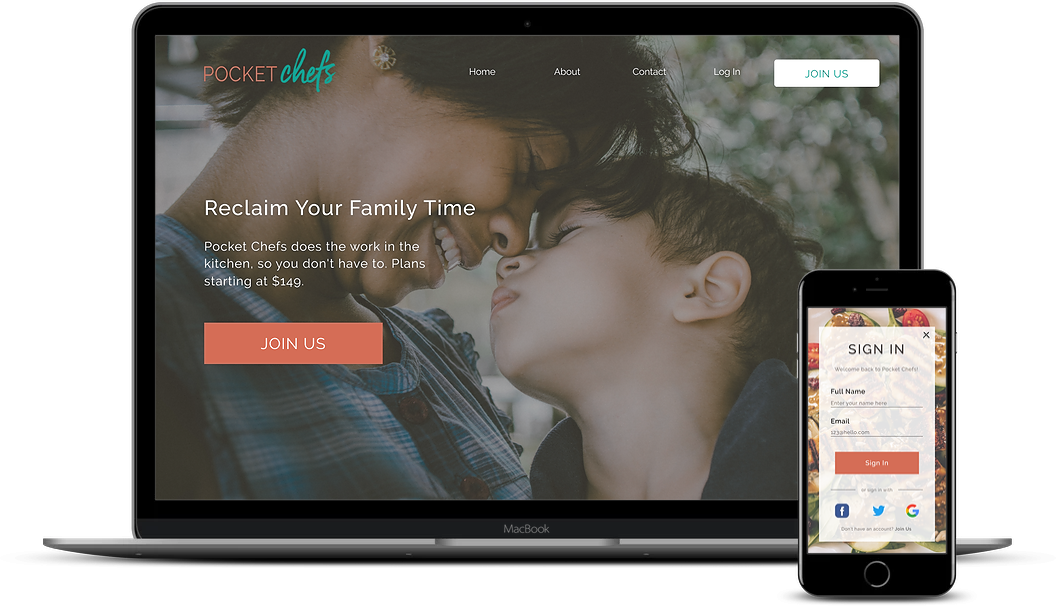 POCKET chefs
Home
About
Contact
Log In
JOIN US
Reclaim Your Family Time
Pocket Chefs does the work in the
kitchen, so you don't have to. Plans
starting at $149.
JOIN US
MacBook
SIGN IN
Welcome back to Pocket Chefs!
Full Name
Enter your name here
Email
123@hello.com
Sign In
or sign in with
Don't have an account? Join Us